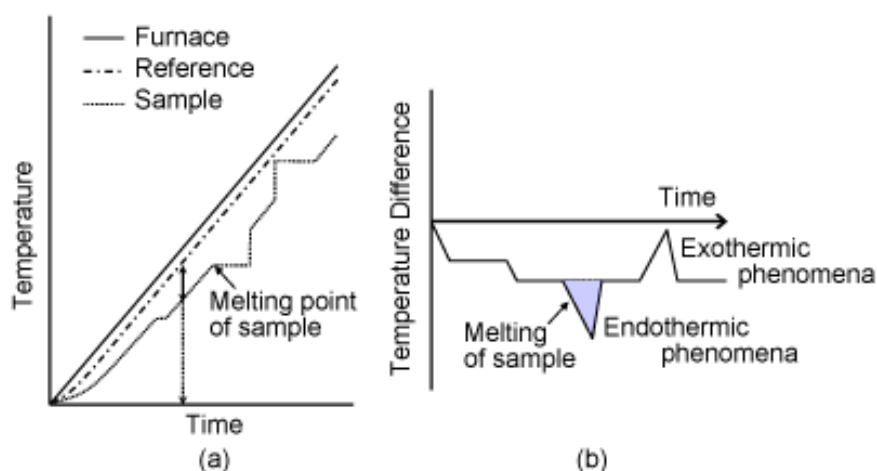 Furnace
Reference
Sample
Temperature
Melting point
of sample
Time
(a)
Temperature Difference
Time
Exothermic
phenomena
Melting
of sample
Endothermic
phenomena
(b)